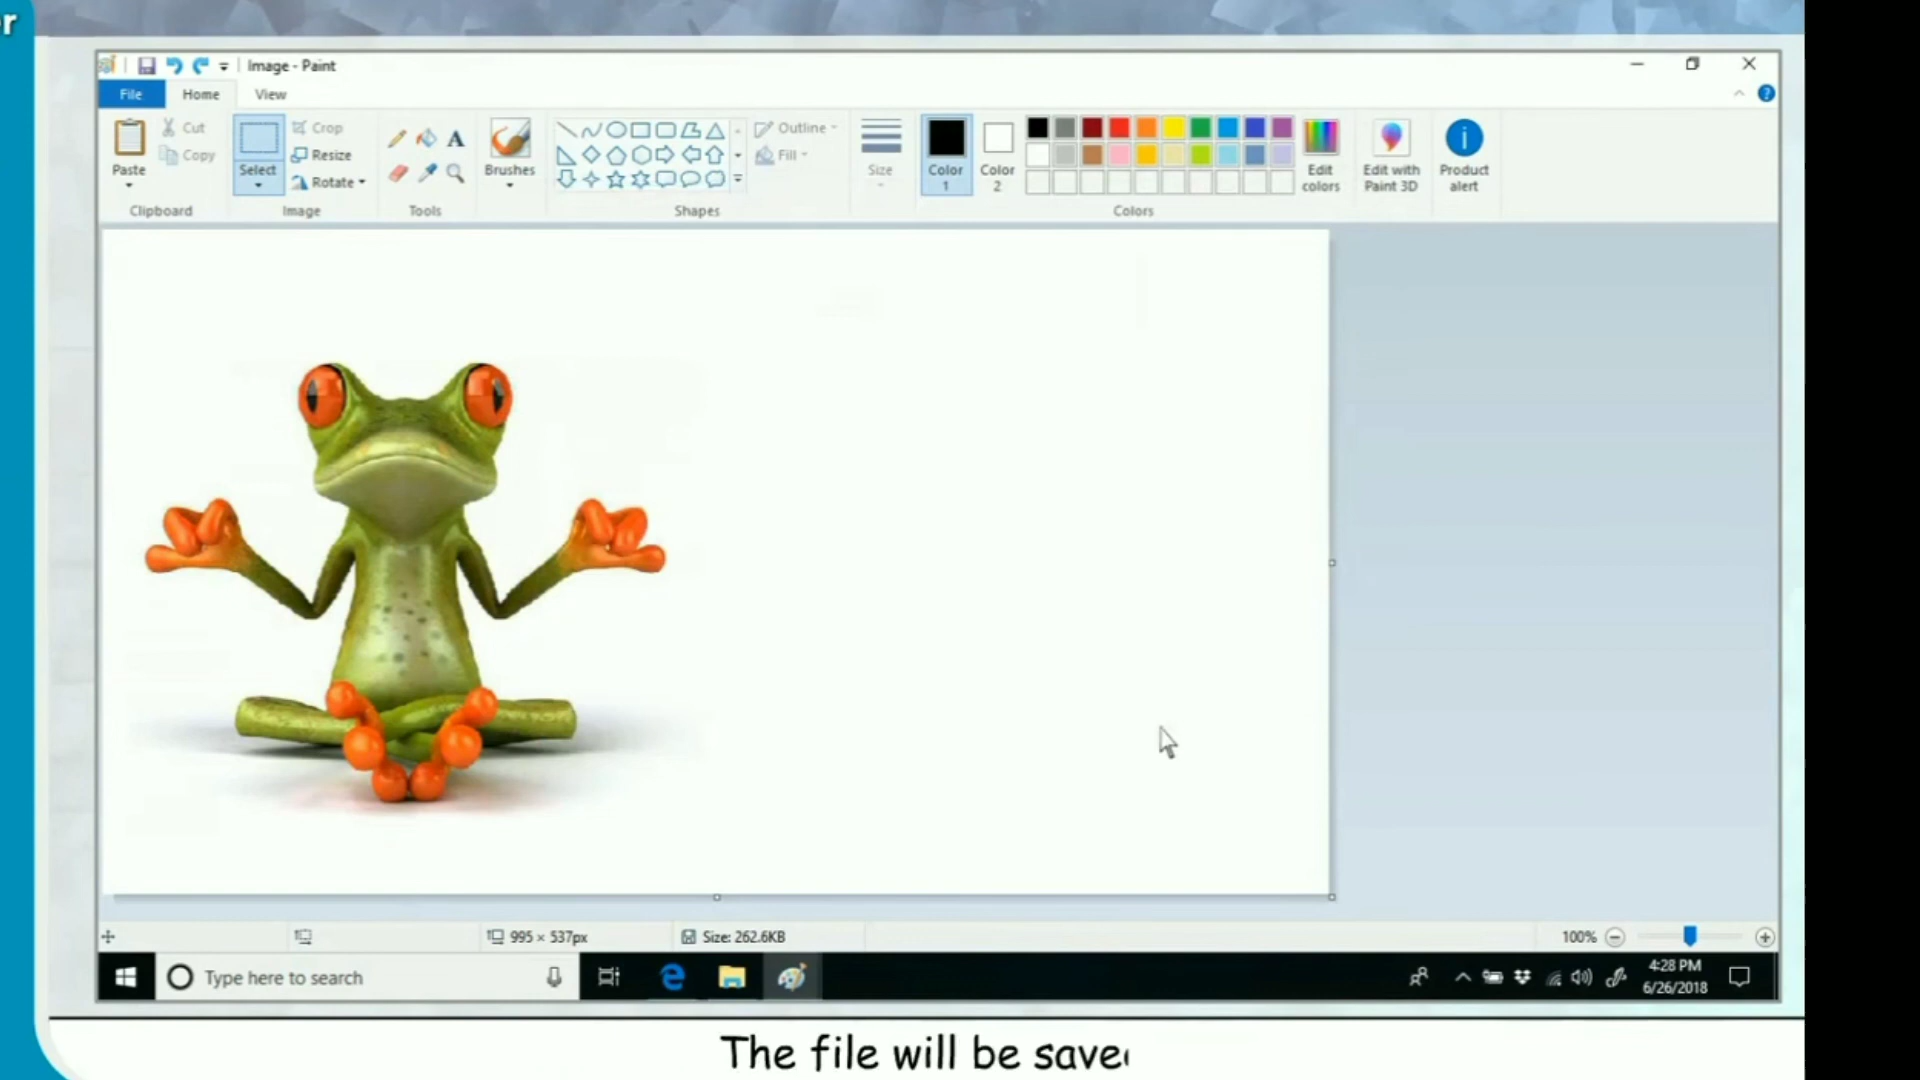 or
Image - Paint
File Home View
Paste
Cut
Copy
Clipboard
Select
Crop
Resize
Rotate
Image
A
Tools
Brushes
Shapes
Outline
Fill
Size
Color 1
Color 2
Edit colors
Colors
Edit with Paint 3D
Product alert
995 × 537px
Size: 262.6KB
100%
Type here to search
4:28 PM
6/26/2018
The file will be save